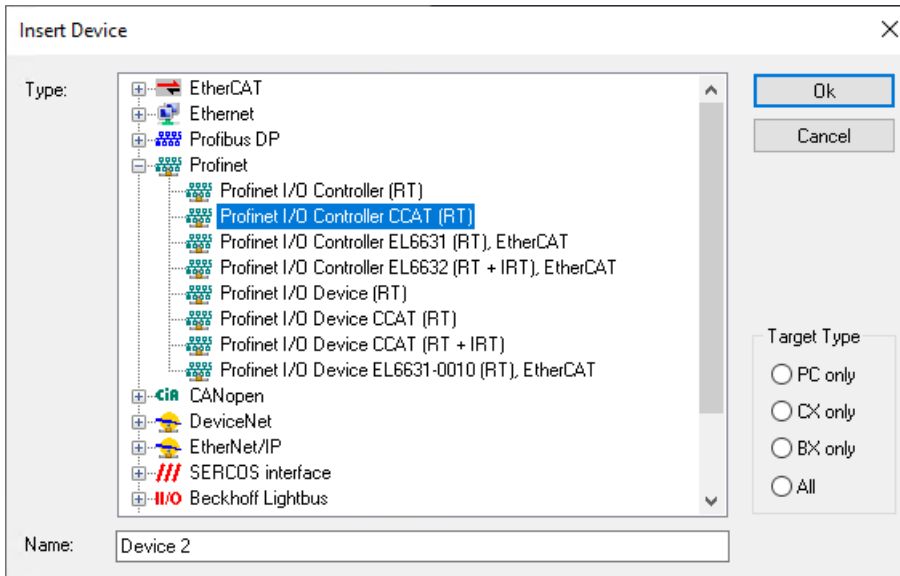 Insert Device
Type:
EtherCAT
Ethernet
Profibus DP
Profinet
Profinet I/O Controller (RT)
Profinet I/O Controller CCAT (RT)
Profinet I/O Controller EL6631 (RT), EtherCAT
Profinet I/O Controller EL6632 (RT + IRT), EtherCAT
Profinet I/O Device (RT)
Profinet I/O Device CCAT (RT)
Profinet I/O Device CCAT (RT + IRT)
Profinet I/O Device EL6631-0010 (RT), EtherCAT
CiA CANopen
DeviceNet
EtherNet/IP
SERCOS interface
II/O Beckhoff Lightbus
Ok
Cancel
Target Type
PC only
CX only
BX only
All
Name:
Device 2